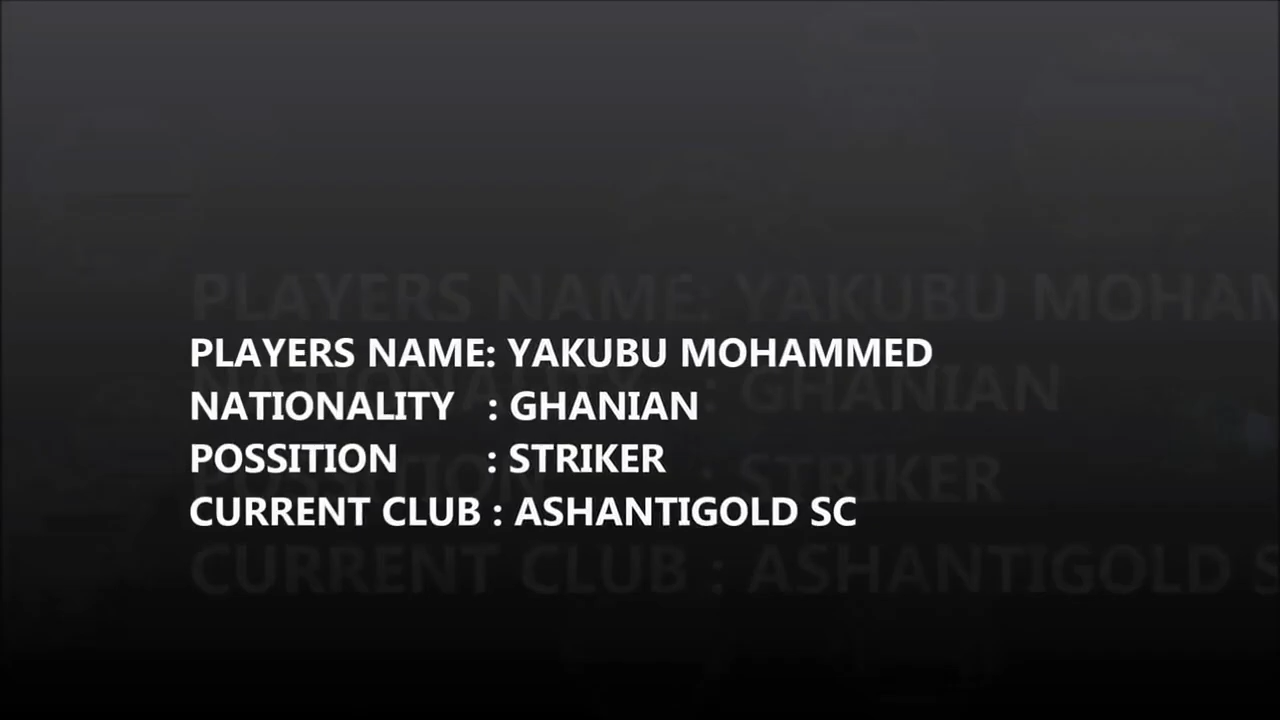 PLAYERS NAME: YAKUBU MOHAMMED
NATIONALITY : GHANIAN
POSSITION : STRIKER
CURRENT CLUB : ASHANTIGOLD SC